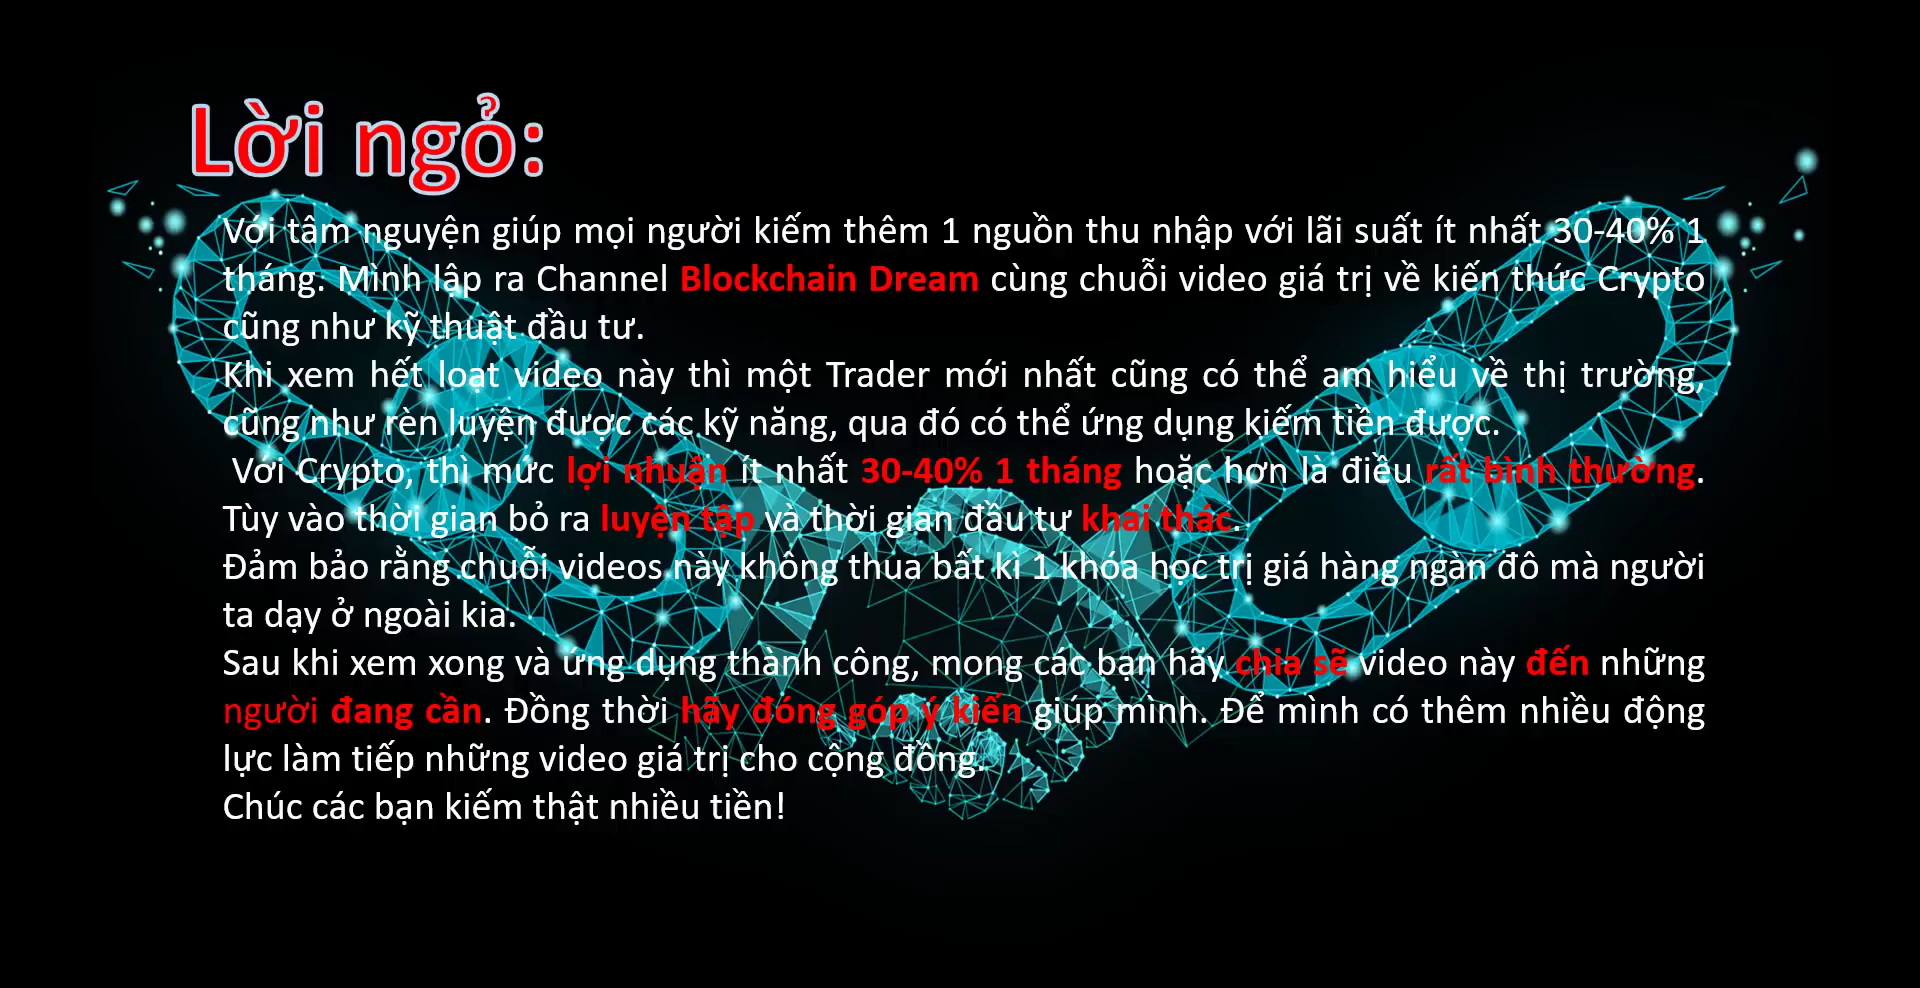 Lời ngỏ:
Với tâm nguyện giúp mọi người kiếm thêm 1 nguồn thu nhập với lãi suất ít nhất 30-40% 1
tháng. Mình lập ra Channel Blockchain Dream cùng chuỗi video giá trị về kiến thức Crypto
cũng như kỹ thuật đầu tư.
Khi xem hết loạt video này thì một Trader mới nhất cũng có thể am hiểu về thị trường,
cũng như rèn luyện được các kỹ năng, qua đó có thể ứng dụng kiếm tiền được.
Với Crypto, thì mức lợi nhuận ít nhất 30-40% 1 tháng hoặc hơn là điều rất bình thường.
Tùy vào thời gian bỏ ra luyện tập và thời gian đầu tư khai thác.
Đảm bảo rằng chuỗi videos này không thua bất kì 1 khóa học trị giá hàng ngàn đô mà người
ta dạy ở ngoài kia.
Sau khi xem xong và ứng dụng thành công, mong các bạn hãy chia sẽ video này đến những
người đang cần. Đồng thời hãy đóng góp ý kiến giúp mình. Để mình có thêm nhiều động
lực làm tiếp những video giá trị cho cộng đồng.
Chúc các bạn kiếm thật nhiều tiền!